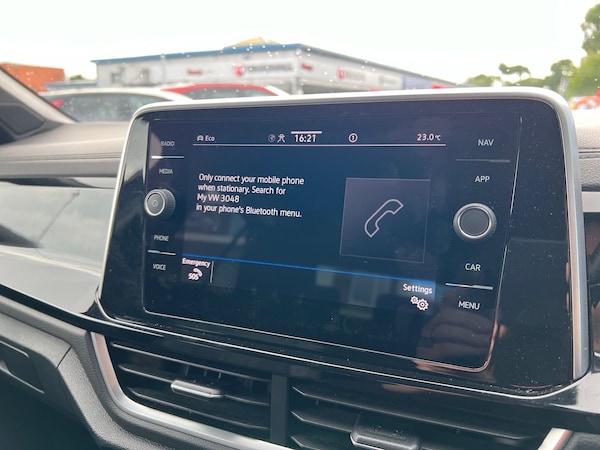 RADIO
MEDIA
PHONE
VOICE
Eco
16:21
23.0°C
Only connect your mobile phone
when stationary. Search for
My VW 3048
in your phone's Bluetooth menu.
Emergency
SOS
Settings
NAV
APP
CAR
MENU